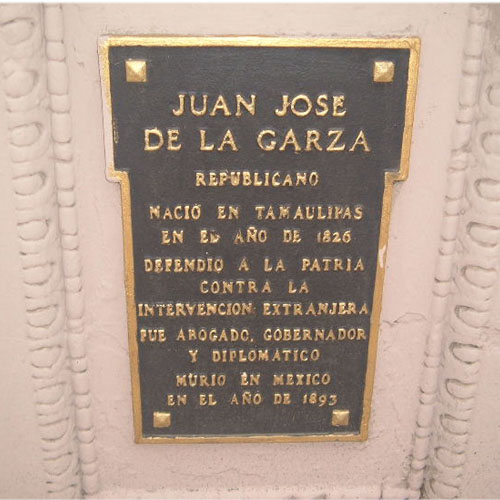 JUAN JOSE
DE LA GARZA
REPUBLICANO
NACIO EN TAMAULIPAS
EN EL AÑO DE 1826
DEFENDIO A LA PATRIA
CONTRA LA
INTERVENCION EXTRANJERA
FUE ABOGADO, GOBERNADOR
Y DIPLOMATICO
MURIO EN MEXICO
EN EL AÑO DE 1893